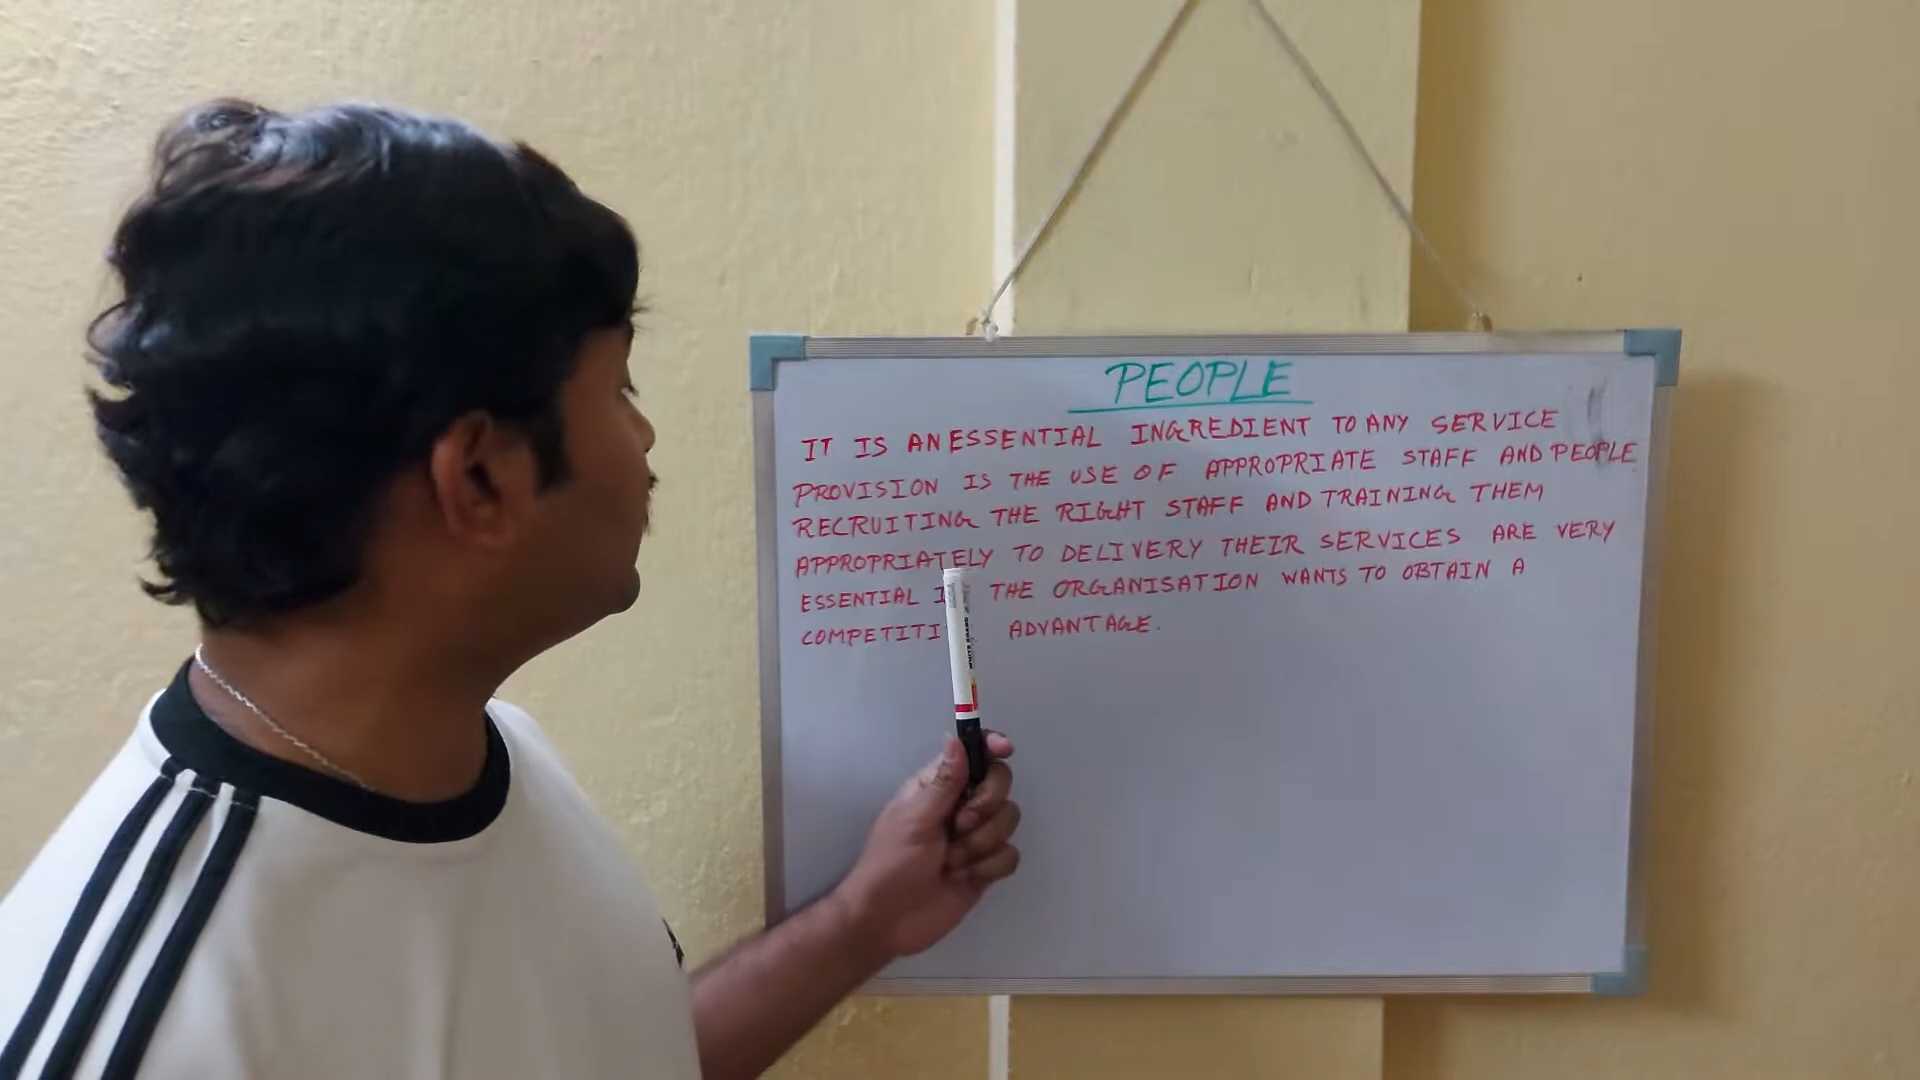 PEOPLE
IT IS AN ESSENTIAL INGREDIENT TO ANY SERVICE
PROVISION IS THE USE OF APPROPRIATE STAFF AND PEOPLE
RECRUITING THE RIGHT STAFF AND TRAINING THEM
APPROPRIATELY TO DELIVERY THEIR SERVICES ARE VERY
ESSENTIAL THE ORGANISATION WANTS TO OBTAIN A
COMPETITI ADVANTAGE.
WHITE BOARD